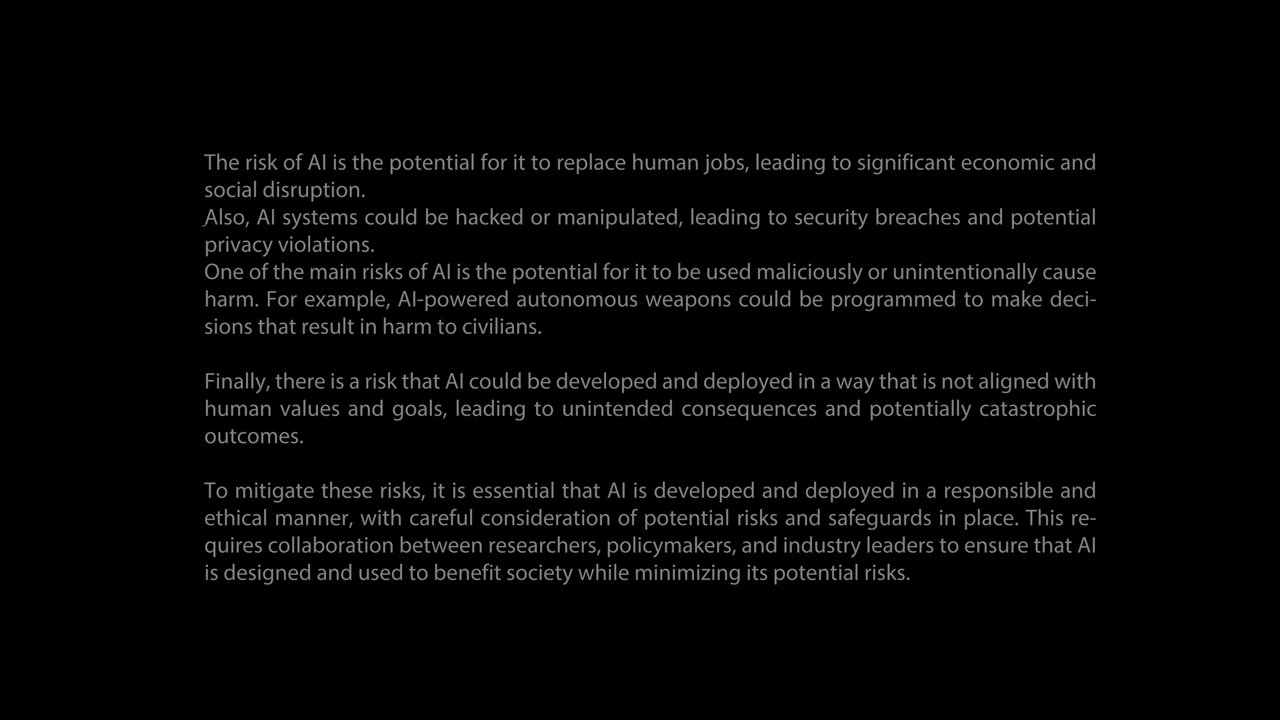 The risk of AI is the potential for it to replace human jobs, leading to significant economic and
social disruption.
Also, AI systems could be hacked or manipulated, leading to security breaches and potential
privacy violations.
One of the main risks of AI is the potential for it to be used maliciously or unintentionally cause
harm. For example, AI-powered autonomous weapons could be programmed to make deci-
sions that result in harm to civilians.
Finally, there is a risk that AI could be developed and deployed in a way that is not aligned with
human values and goals, leading to unintended consequences and potentially catastrophic
outcomes.
To mitigate these risks, it is essential that AI is developed and deployed in a responsible and
ethical manner, with careful consideration of potential risks and safeguards in place. This re-
quires collaboration between researchers, policymakers, and industry leaders to ensure that AI
is designed and used to benefit society while minimizing its potential risks.